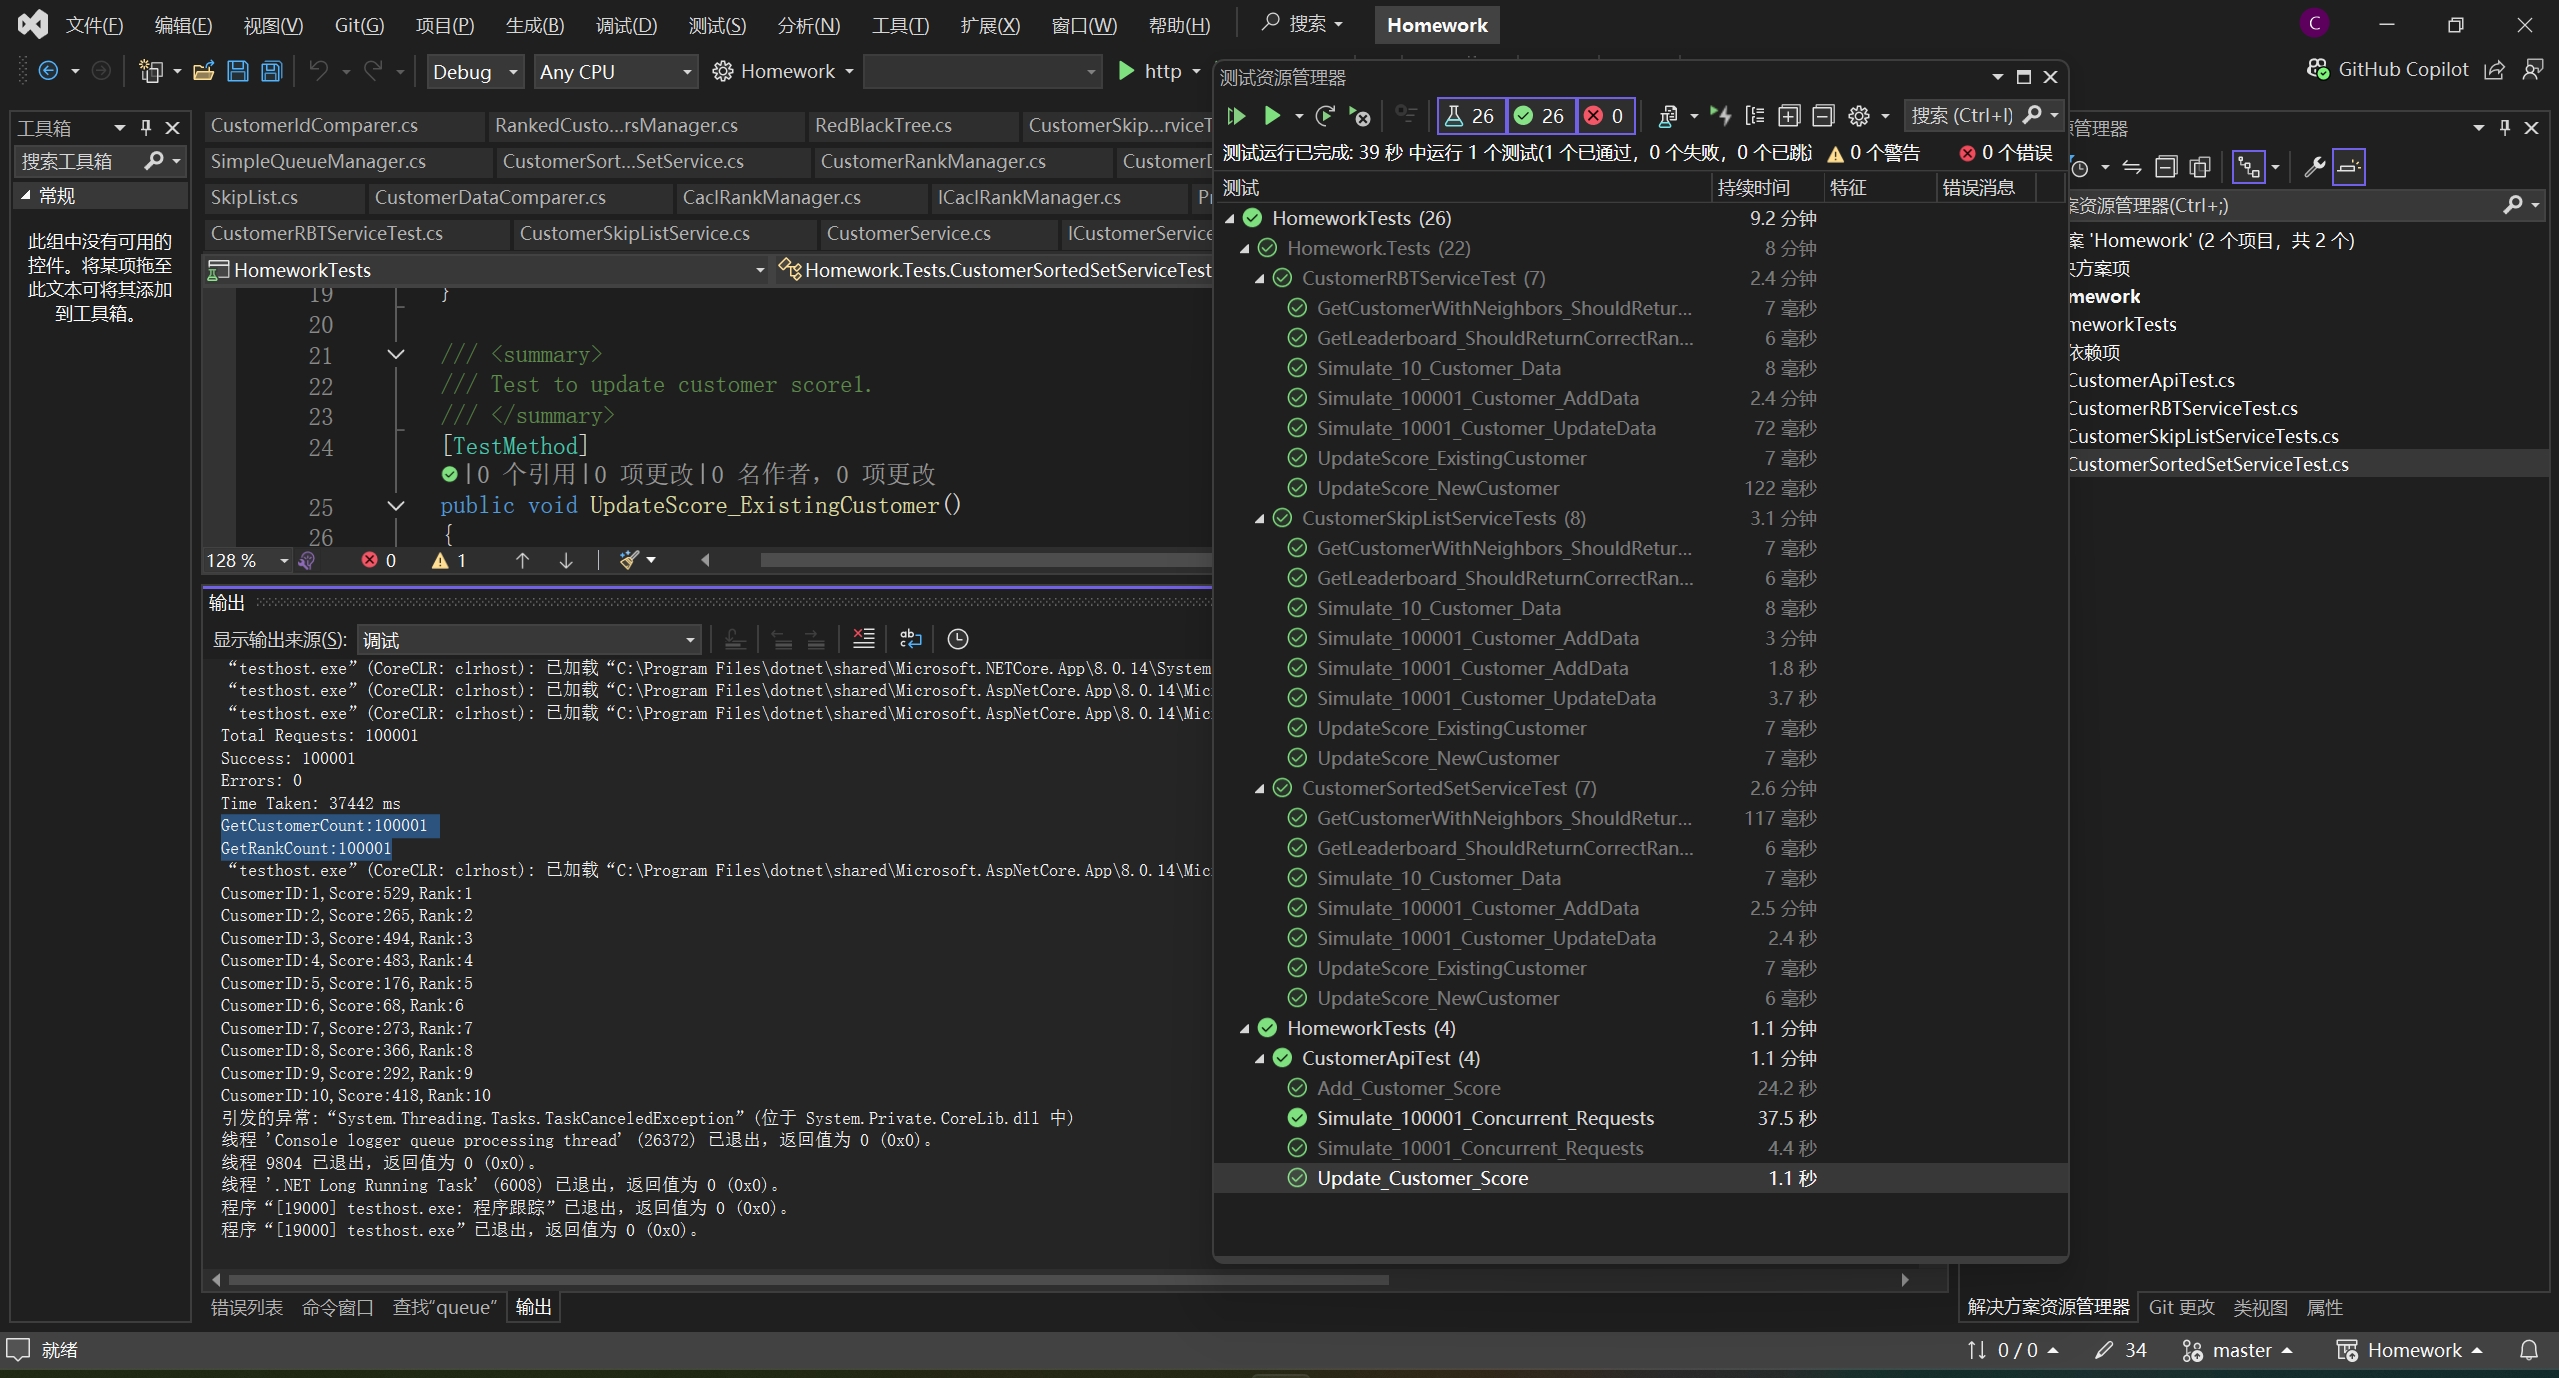 文件(F) 编辑(E) 视图(V) Git(G) 项目(P) 生成(B) 调试(D) 测试(S) 分析(N) 工具(T) 扩展(X) 窗口(W) 帮助(H) 搜索 Homework C
Debug Any CPU Homework http GitHub Copilot
工具箱
搜索工具箱
常规
此组中没有可用的
控件。将某项拖至
此文本可将其添加
到工具箱。
CustomerIdComparer.cs RankedCusto...rsManager.cs RedBlackTree.cs CustomerSkip...rviceT
SimpleQueueManager.cs CustomerSort...SetService.cs CustomerRankManager.cs CustomerD
SkipList.cs CustomerDataComparer.cs CaclRankManager.cs ICaclRankManager.cs
CustomerRBTServiceTest.cs CustomerSkipListService.cs CustomerService.cs ICustomerService
HomeworkTests Homework.Tests.CustomerSortedSetServiceTest
19 }
20
21 /// <summary>
22 /// Test to update customer score1.
23 /// </summary>
24 [TestMethod]
|0 个引用|0 项更改|0 名作者, 0 项更改
25 public void UpdateScore_ExistingCustomer()
26 {
128 % 0 1
输出
显示输出来源(S): 调试
“testhost.exe”(CoreCLR: clrhost): 已加载“C:\Program Files\dotnet\shared\Microsoft.NETCore.App\8.0.14\System
“testhost.exe”(CoreCLR: clrhost): 已加载“C:\Program Files\dotnet\shared\Microsoft.AspNetCore.App\8.0.14\Mic
“testhost.exe”(CoreCLR: clrhost): 已加载“C:\Program Files\dotnet\shared\Microsoft.AspNetCore.App\8.0.14\Mic
Total Requests: 100001
Success: 100001
Errors: 0
Time Taken: 37442 ms
GetCustomerCount:100001
GetRankCount:100001
“testhost.exe”(CoreCLR: clrhost): 已加载“C:\Program Files\dotnet\shared\Microsoft.AspNetCore.App\8.0.14\Mic
CusomerID:1,Score:529,Rank:1
CusomerID:2,Score:265,Rank:2
CusomerID:3,Score:494,Rank:3
CusomerID:4,Score:483,Rank:4
CusomerID:5,Score:176,Rank:5
CusomerID:6,Score:68,Rank:6
CusomerID:7,Score:273,Rank:7
CusomerID:8,Score:366,Rank:8
CusomerID:9,Score:292,Rank:9
CusomerID:10,Score:418,Rank:10
引发的异常:“System.Threading.Tasks.TaskCanceledException”(位于 System.Private.CoreLib.dll 中)
线程 'Console logger queue processing thread' (26372) 已退出，返回值为 0 (0x0)。
线程 9804 已退出，返回值为 0 (0x0)。
线程 '.NET Long Running Task' (6008) 已退出，返回值为 0 (0x0)。
程序“[19000] testhost.exe: 程序跟踪”已退出，返回值为 0 (0x0)。
程序“[19000] testhost.exe”已退出，返回值为 0 (0x0)。
错误列表 命令窗口 查找"queue" 输出
测试资源管理器
26 26 0 搜索 (Ctrl+I)
测试运行已完成: 39 秒 中运行 1 个测试(1 个已通过，0 个失败，0 个已跳 0 个警告 0 个错误
测试 持续时间 特征 错误消息
HomeworkTests (26) 9.2 分钟
Homework.Tests (22) 8 分钟
CustomerRBTServiceTest (7) 2.4 分钟
GetCustomerWithNeighbors_ShouldRetur... 7 毫秒
GetLeaderboard_ShouldReturnCorrectRan... 6 毫秒
Simulate_10_Customer_Data 8 毫秒
Simulate_100001_Customer_AddData 2.4 分钟
Simulate_10001_Customer_UpdateData 72 毫秒
UpdateScore_ExistingCustomer 7 毫秒
UpdateScore_NewCustomer 122 毫秒
CustomerSkipListServiceTests (8) 3.1 分钟
GetCustomerWithNeighbors_ShouldRetur... 7 毫秒
GetLeaderboard_ShouldReturnCorrectRan... 6 毫秒
Simulate_10_Customer_Data 8 毫秒
Simulate_100001_Customer_AddData 3 分钟
Simulate_10001_Customer_AddData 1.8 秒
Simulate_10001_Customer_UpdateData 3.7 秒
UpdateScore_ExistingCustomer 7 毫秒
UpdateScore_NewCustomer 7 毫秒
CustomerSortedSetServiceTest (7) 2.6 分钟
GetCustomerWithNeighbors_ShouldRetur... 117 毫秒
GetLeaderboard_ShouldReturnCorrectRan... 6 毫秒
Simulate_10_Customer_Data 7 毫秒
Simulate_100001_Customer_AddData 2.5 分钟
Simulate_10001_Customer_UpdateData 2.4 秒
UpdateScore_ExistingCustomer 7 毫秒
UpdateScore_NewCustomer 6 毫秒
HomeworkTests (4) 1.1 分钟
CustomerApiTest (4) 1.1 分钟
Add_Customer_Score 24.2 秒
Simulate_100001_Concurrent_Requests 37.5 秒
Simulate_10001_Concurrent_Requests 4.4 秒
Update_Customer_Score 1.1 秒
管理器
资源管理器(Ctrl+;)
案 'Homework' (2 个项目，共 2 个)
方案项
mework
meworkTests
依赖项
CustomerApiTest.cs
CustomerRBTServiceTest.cs
CustomerSkipListServiceTests.cs
CustomerSortedSetServiceTest.cs
解决方案资源管理器 Git 更改 类视图 属性
就绪 0 / 0 34 master Homework